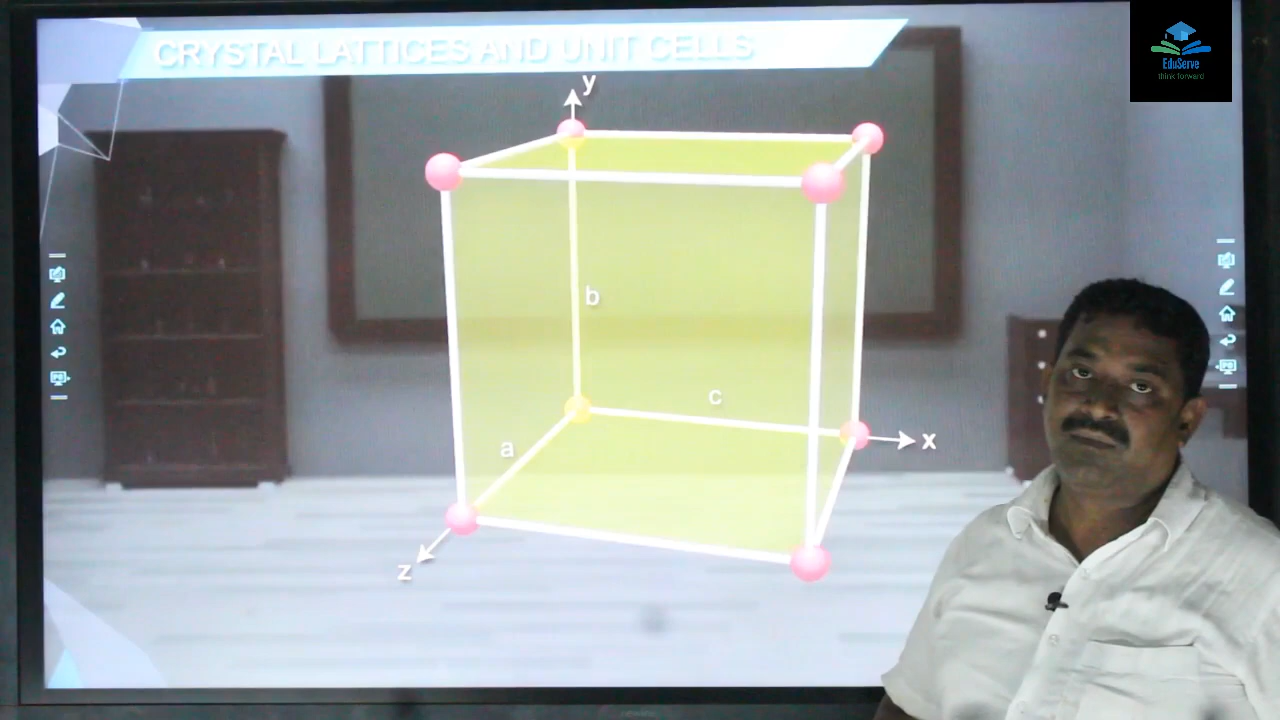 CRYSTAL LATTICES AND UNIT CELLS
EduServe
think forward
y
b
c
a
x
z